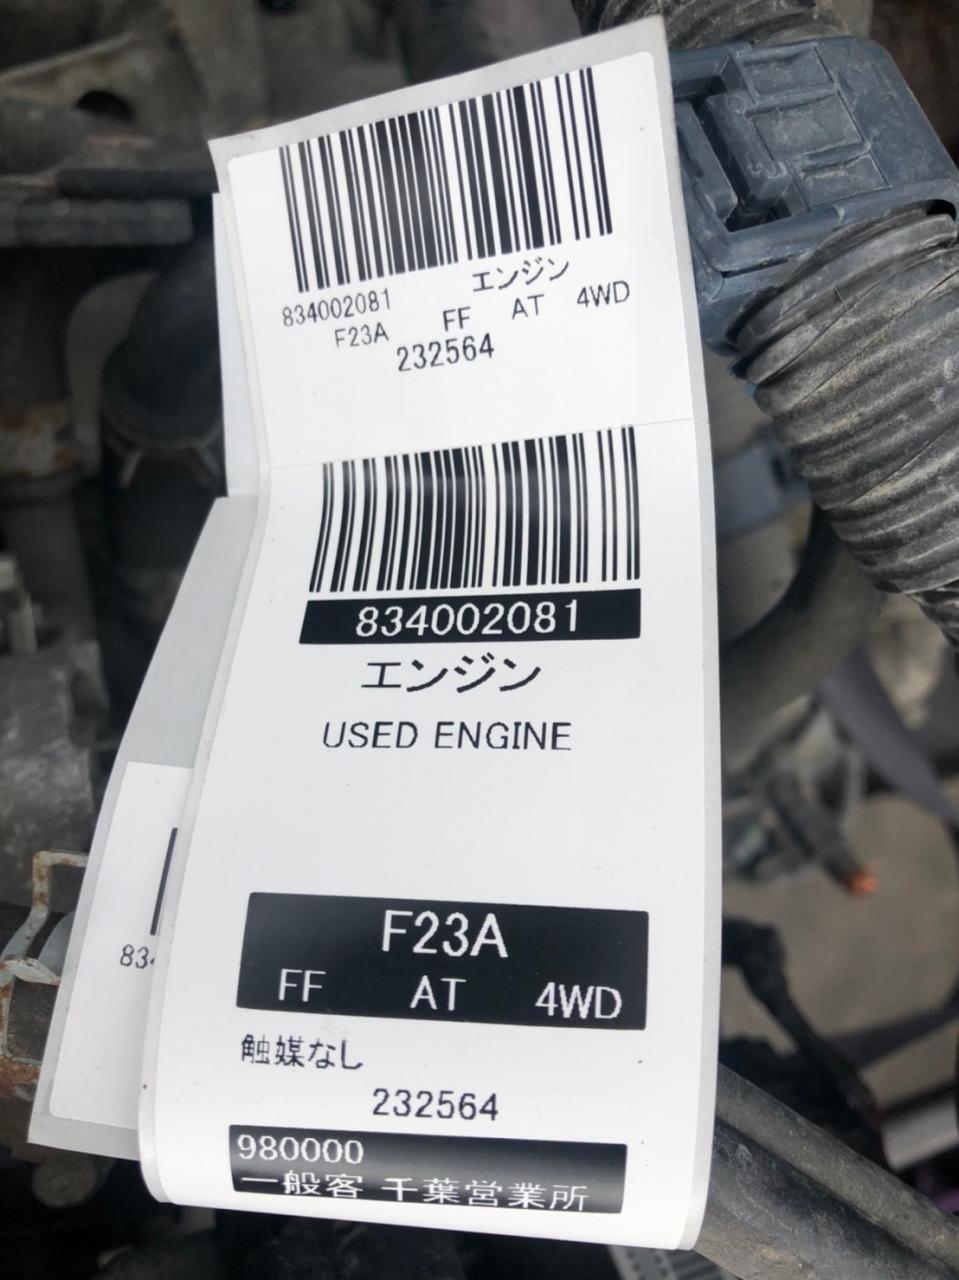 834002081
エンジン
F23A FF AT 4WD
232564
834002081
エンジン
USED ENGINE
F23A
FF AT 4WD
触媒なし
232564
980000
一般客 千葉営業所
834